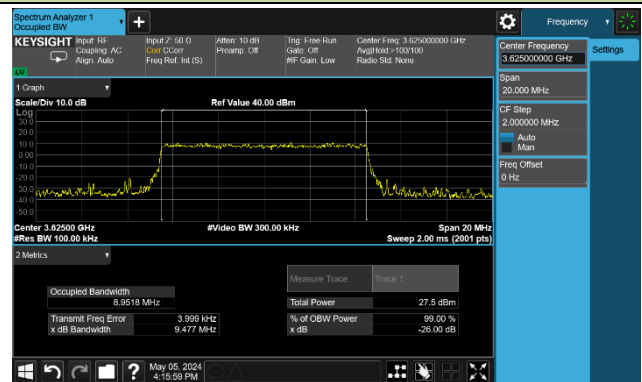 Spectrum Analyzer 1
Occupied BW
+
Frequency
KEYSIGHT
Input: RF
Coupling: AC
Align: Auto
Input Z: 50 Ω
Corr CCorr
Freq Ref: Int (S)
Atten: 10 dB
Preamp: Off
Trig: Free Run
Gate: Off
#IF Gain: Low
Center Freq: 3.625000000 GHz
Avg|Hold:>100/100
Radio Std: None
Center Frequency
3.625000000 GHz
Settings
Span
20.000 MHz
CF Step
2.000000 MHz
Auto
Man
Freq Offset
0 Hz
1 Graph
Scale/Div 10.0 dB
Ref Value 40.00 dBm
Log
30.0
20.0
10.0
0.00
-10.0
-20.0
-30.0
-40.0
-50.0
Center 3.62500 GHz
#Video BW 300.00 kHz
Span 20 MHz
#Res BW 100.00 kHz
Sweep 2.00 ms (2001 pts)
2 Metrics
Measure Trace
Trace 1
Occupied Bandwidth
8.9518 MHz
Total Power
27.5 dBm
Transmit Freq Error
3.999 kHz
% of OBW Power
99.00 %
x dB Bandwidth
9.477 MHz
x dB
-26.00 dB
?
May 05, 2024
4:15:59 PM